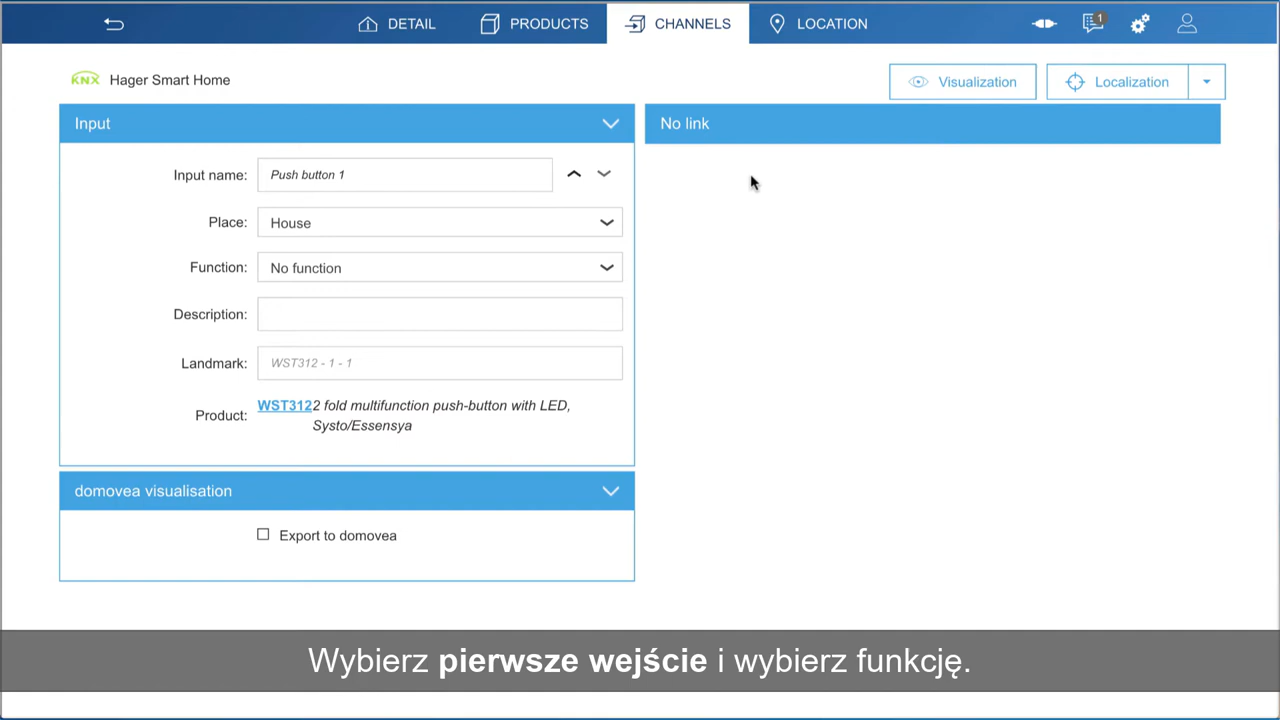 DETAIL
PRODUCTS
CHANNELS
LOCATION
1
KNX
Hager Smart Home
Visualization
Localization
Input
No link
Input name:
Push button 1
Place:
House
Function:
No function
Description:
Landmark:
WST312 - 1 - 1
Product:
WST3122 fold multifunction push-button with LED,
Systo/Essensya
domovea visualisation
Export to domovea
Wybierz pierwsze wejście i wybierz funkcję.